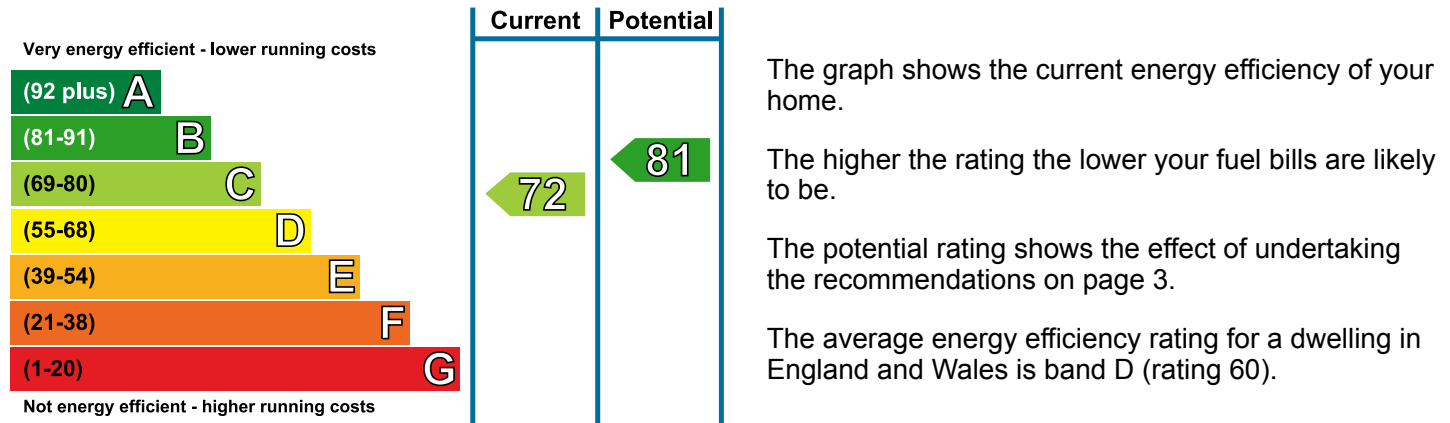 Current Potential
Very energy efficient - lower running costs
(92 plus) A
(81-91) B
(69-80) C
(55-68) D
(39-54) E
(21-38) F
(1-20) G
Not energy efficient - higher running costs
72
81
The graph shows the current energy efficiency of your
home.
The higher the rating the lower your fuel bills are likely
to be.
The potential rating shows the effect of undertaking
the recommendations on page 3.
The average energy efficiency rating for a dwelling in
England and Wales is band D (rating 60).